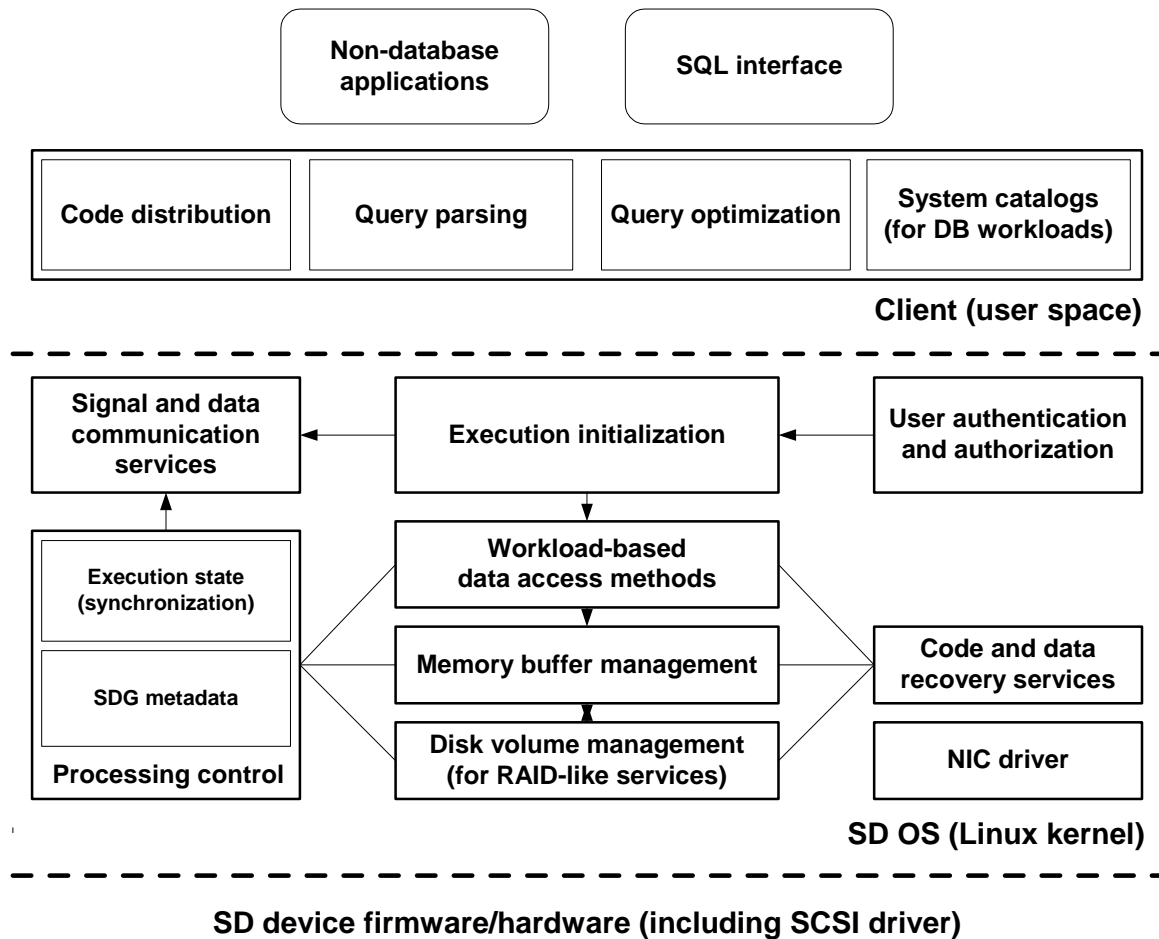 Non-database
applications
SQL interface
Code distribution
Query parsing
Query optimization
System catalogs
(for DB workloads)
Client (user space)
Signal and data
communication
services
Execution initialization
User authentication
and authorization
Execution state
(synchronization)
SDG metadata
Processing control
Workload-based
data access methods
Memory buffer management
Disk volume management
(for RAID-like services)
Code and data
recovery services
NIC driver
SD OS (Linux kernel)
SD device firmware/hardware (including SCSI driver)